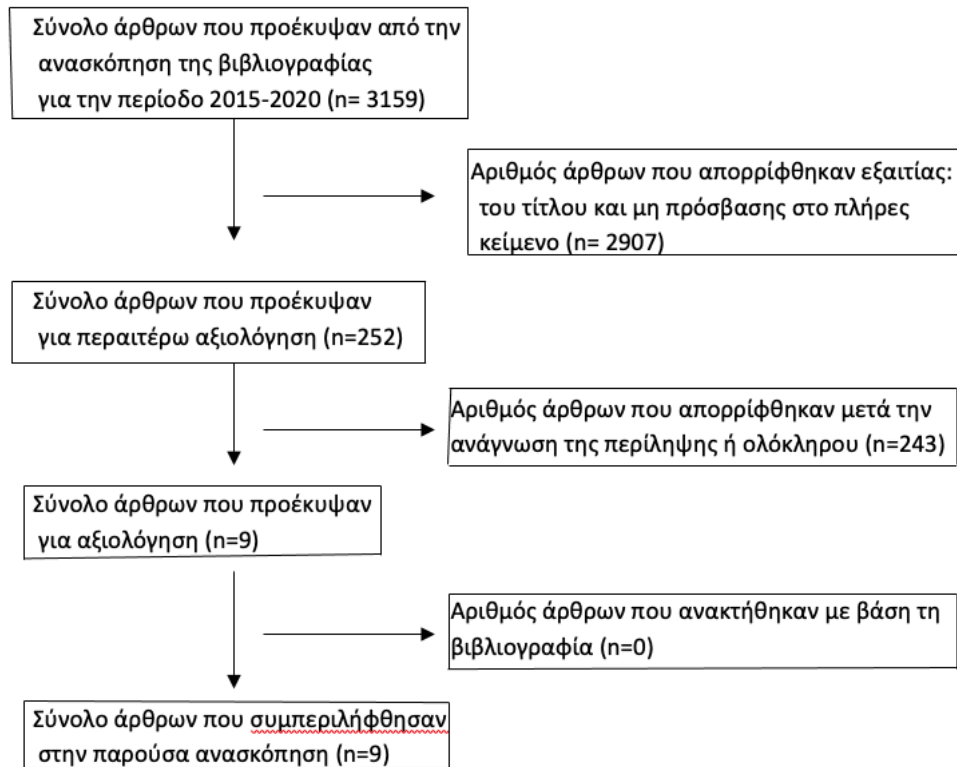 Σύνολο άρθρων που προέκυψαν από την
ανασκόπηση της βιβλιογραφίας
για την περίοδο 2015-2020 (n= 3159)
Αριθμός άρθρων που απορρίφθηκαν εξαιτίας:
του τίτλου και μη πρόσβασης στο πλήρες
κείμενο (n= 2907)
Σύνολο άρθρων που προέκυψαν
για περαιτέρω αξιολόγηση (n=252)
Αριθμός άρθρων που απορρίφθηκαν μετά την
ανάγνωση της περίληψης ή ολόκληρου (n=243)
Σύνολο άρθρων που προέκυψαν
για αξιολόγηση (n=9)
Αριθμός άρθρων που ανακτήθηκαν με βάση τη
βιβλιογραφία (n=0)
Σύνολο άρθρων που συμπεριλήφθησαν
στην παρούσα ανασκόπηση (n=9)